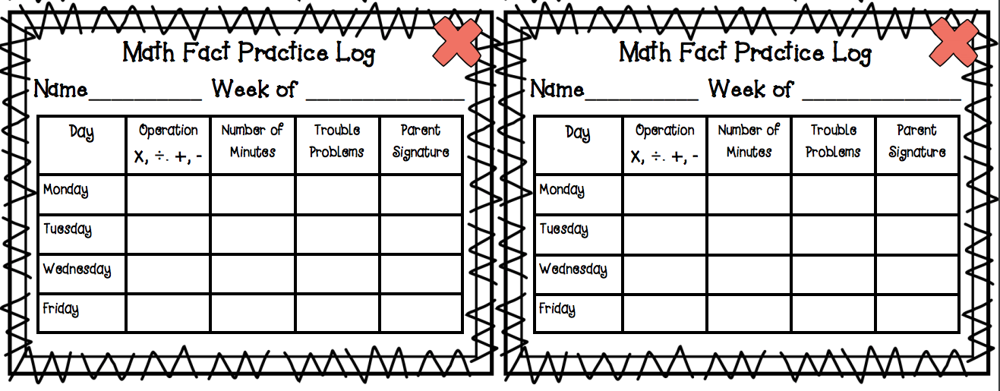 Math Fact Practice Log
Name__________ Week of ______________
Day Operation Number of Trouble Parent
X, ÷. +, - Minutes Problems Signature
Monday
Tuesday
Wednesday
Friday
Math Fact Practice Log
Name__________ Week of ______________
Day Operation Number of Trouble Parent
X, ÷. +, - Minutes Problems Signature
Monday
Tuesday
Wednesday
Friday